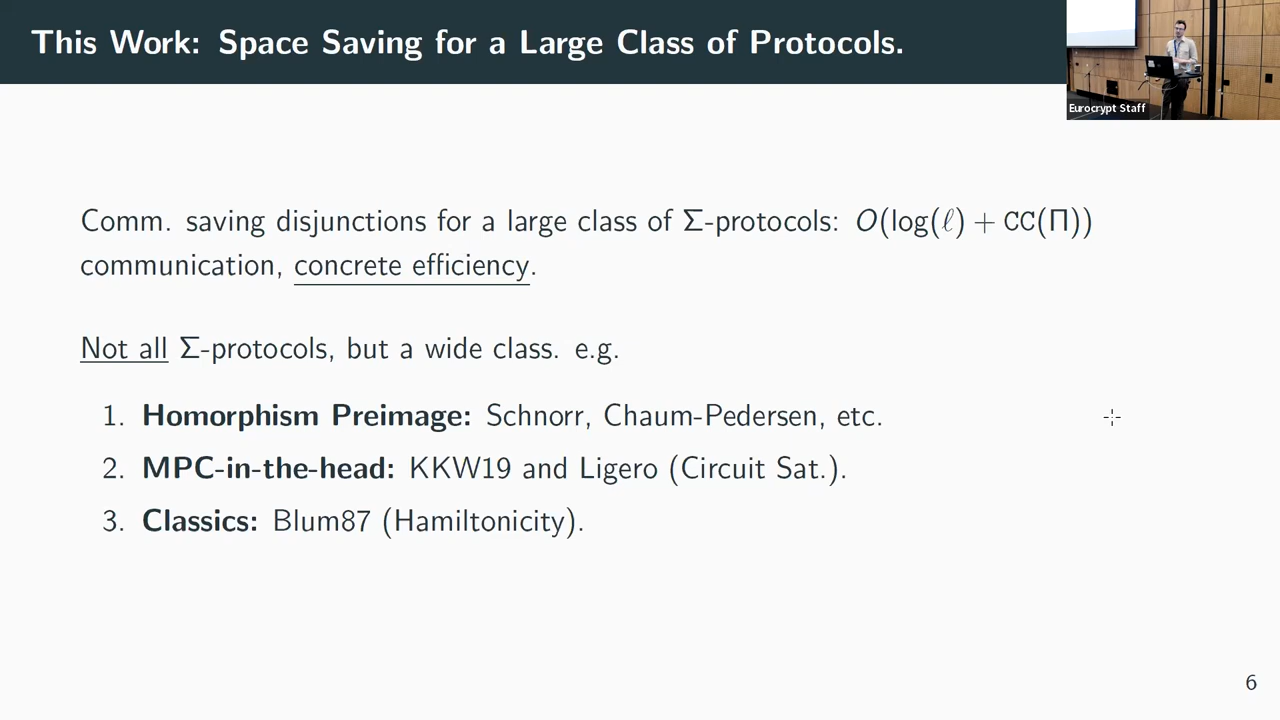 This Work: Space Saving for a Large Class of Protocols.
Eurocrypt Staff
Comm. saving disjunctions for a large class of Σ-protocols: O(log(ℓ) + CC(Π))
communication, concrete efficiency.
Not all Σ-protocols, but a wide class. e.g.
1. Homorphism Preimage: Schnorr, Chaum-Pedersen, etc.
2. MPC-in-the-head: KKW19 and Ligero (Circuit Sat.).
3. Classics: Blum87 (Hamiltonicity).
6